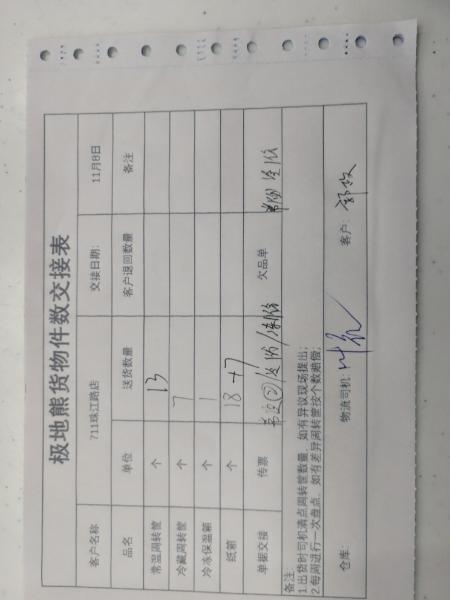 极地熊货物件数交接表
客户名称 711珠江路店 交接日期: 11月8日
品名 单位 送货数量 客户退回数量 备注
常温周转筐 个 13
冷藏周转筐 个 7
冷冻保温箱 个 1
纸箱 个 18+7
单据交接 传票 欠品单
备注:
1.出货时司机清点周转筐数量，如有异议现场提出;
2.每周进行一次盘点，如有差异周转筐按个数赔偿;
仓库: 物流司机: 客户: